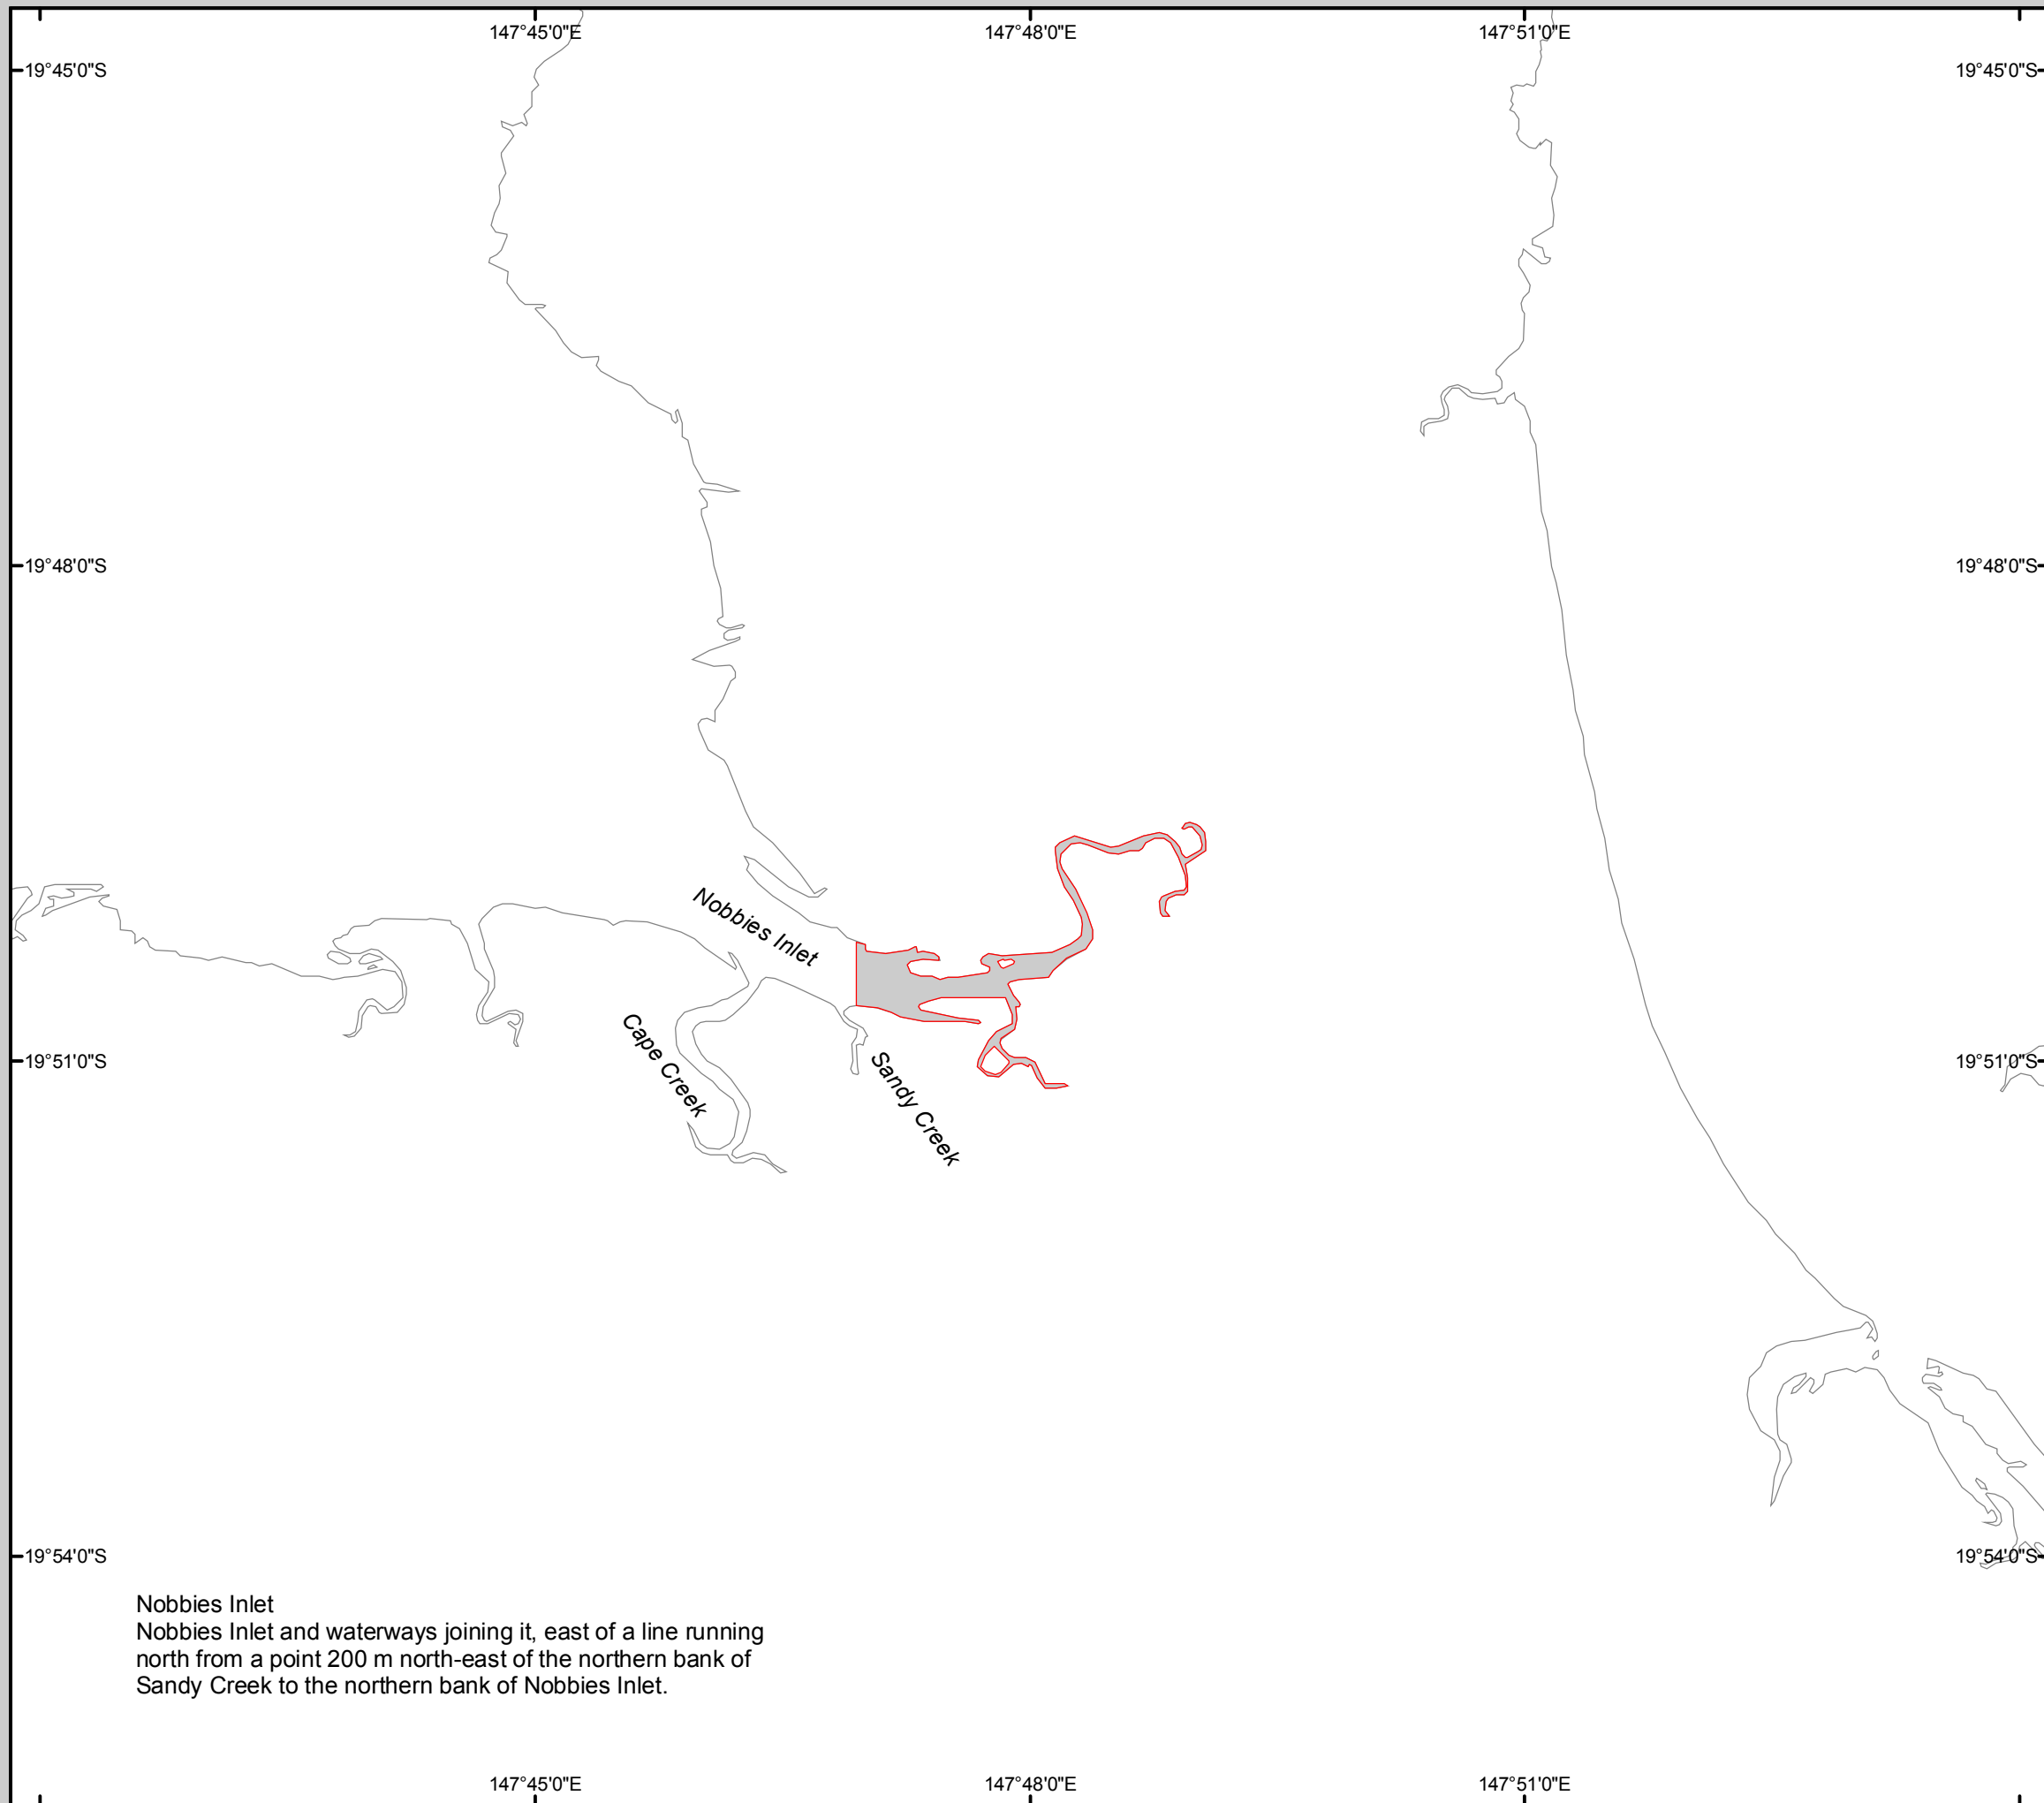 147°45'0"E
147°48'0"E
147°51'0"E
19°45'0"S
19°45'0"S
19°48'0"S
19°48'0"S
Nobbies Inlet
Cape Creek
Sandy Creek
19°51'0"S
19°51'0"S
19°54'0"S
19°54'0"S
Nobbies Inlet
Nobbies Inlet and waterways joining it, east of a line running
north from a point 200 m north-east of the northern bank of
Sandy Creek to the northern bank of Nobbies Inlet.
147°45'0"E
147°48'0"E
147°51'0"E